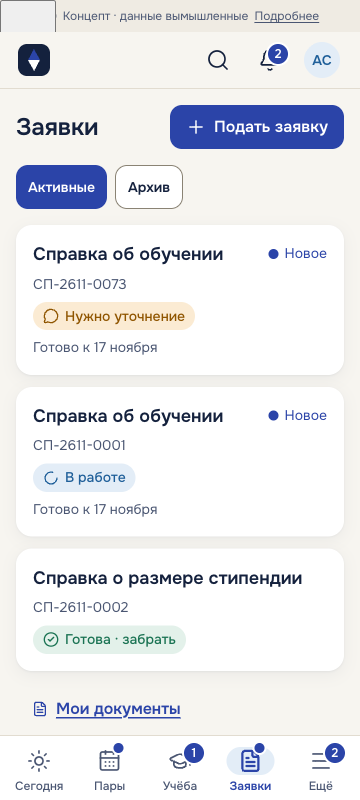 Концепт · данные вымышленные Подробнее
2
АС
Заявки
Подать заявку
Активные
Архив
Справка об обучении
Новое
СП-2611-0073
Нужно уточнение
Готово к 17 ноября
Справка об обучении
Новое
СП-2611-0001
В работе
Готово к 17 ноября
Справка о размере стипендии
СП-2611-0002
Готова · забрать
Мои документы
1
2
Сегодня
Пары
Учёба
Заявки
Ещё